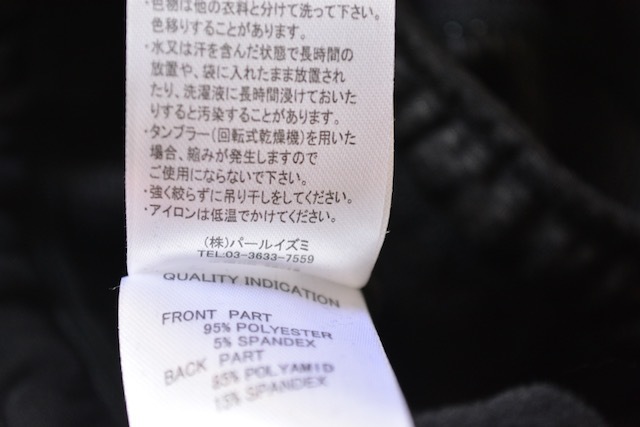 ・色物は他の衣料と分けて洗って下さい。
色移りすることがあります。
・水又は汗を含んだ状態で長時間の
放置や、袋に入れたまま放置され
たり、洗濯液に長時間浸けておいた
りすると汚染することがあります。
・タンブラー(回転式乾燥機)を用いた
場合、縮みが発生しますので
ご使用にならないで下さい。
・強く絞らずに吊り干しをしてください。
・アイロンは低温でかけてください。
(株)パールイズミ
TEL:03-3633-7559
QUALITY INDICATION
FRONT PART
95% POLYESTER
5% SPANDEX
BACK PART
85% POLYAMID
15% SPANDEX